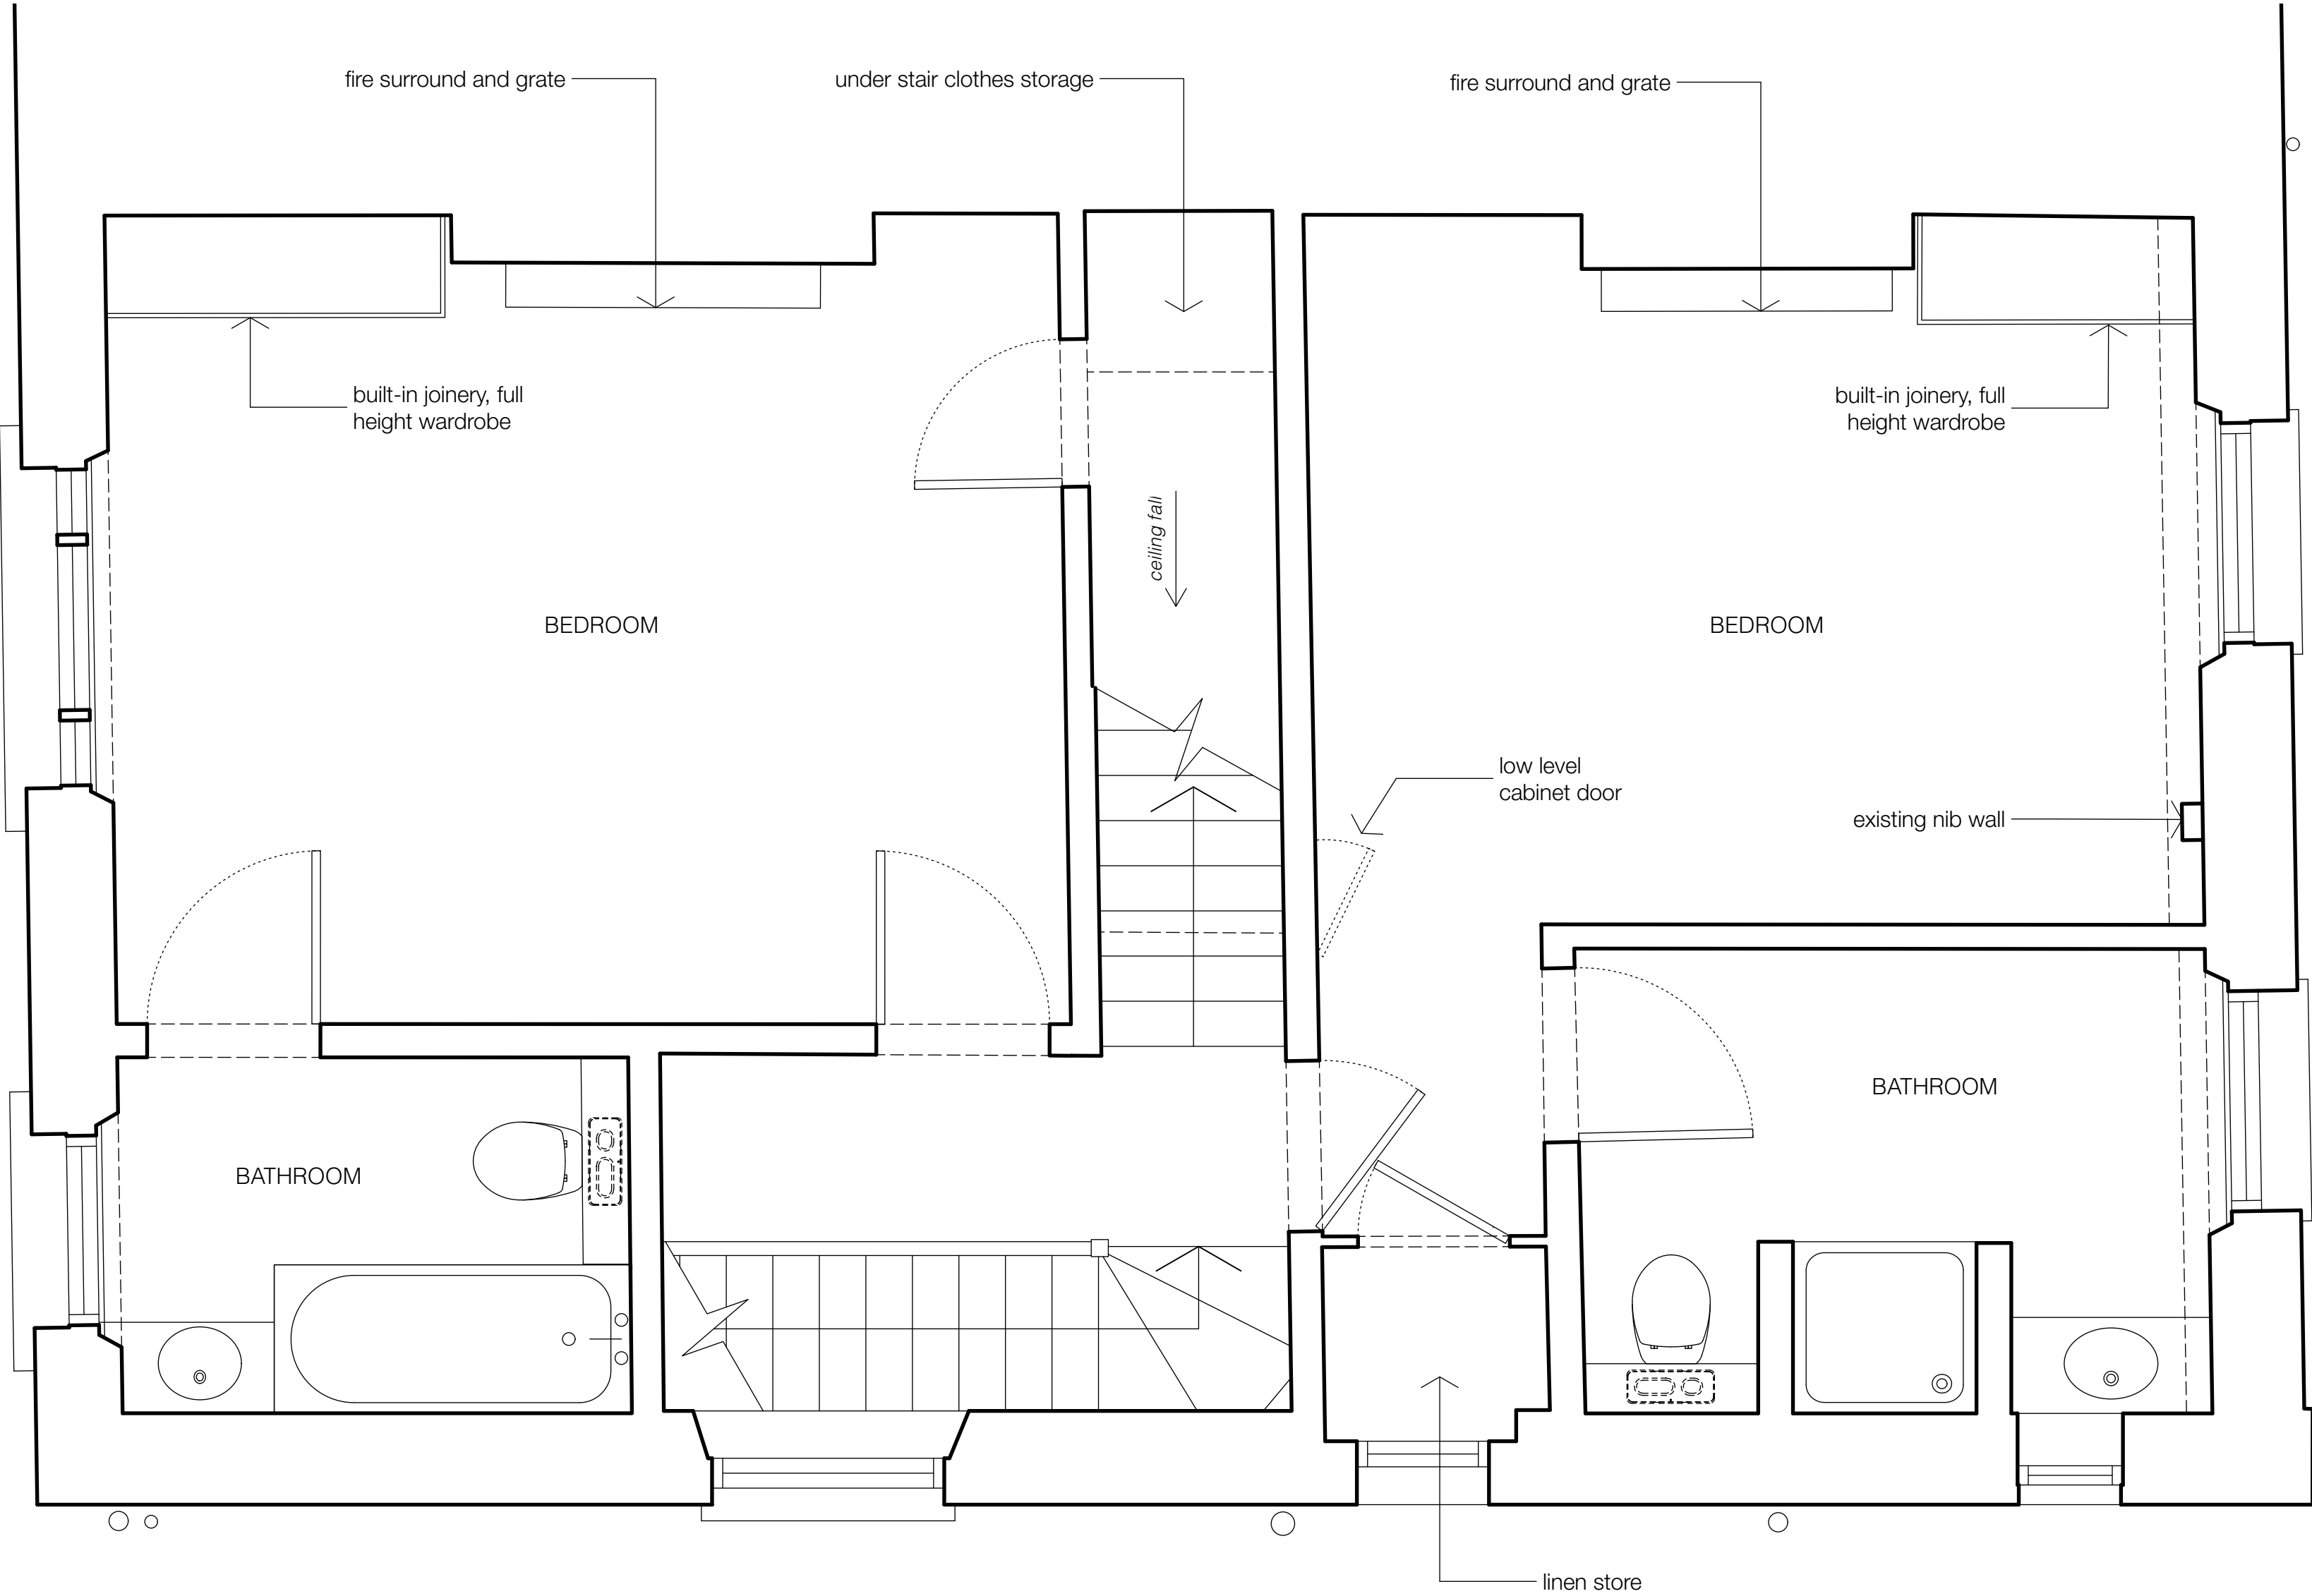 fire surround and grate
under stair clothes storage
fire surround and grate
built-in joinery, full
height wardrobe
built-in joinery, full
height wardrobe
ceiling fall
BEDROOM
BEDROOM
low level
cabinet door
existing nib wall
BATHROOM
BATHROOM
linen store